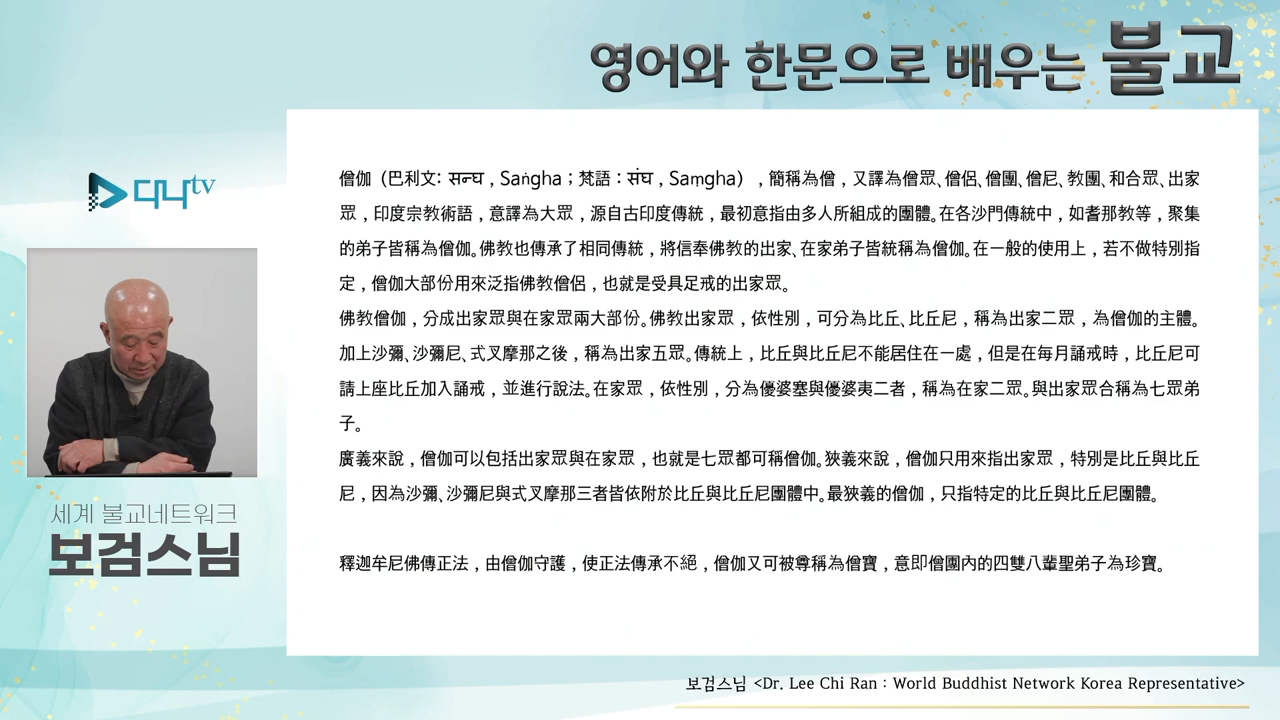 영어와 한문으로 배우는 불교
디나tv
僧伽（巴利文: सन्घ，Saṅgha；梵語：संघ，Saṃgha），簡稱為僧，又譯為僧眾、僧侶、僧團、僧尼、教團、和合眾、出家
眾，印度宗教術語，意譯為大眾，源自古印度傳統，最初意指由多人所組成的團體。在各沙門傳統中，如耆那教等，聚集
的弟子皆稱為僧伽。佛教也傳承了相同傳統，將信奉佛教的出家、在家弟子皆統稱為僧伽。在一般的使用上，若不做特別指
定，僧伽大部份用來泛指佛教僧侶，也就是受具足戒的出家眾。
佛教僧伽，分成出家眾與在家眾兩大部份。佛教出家眾，依性別，可分為比丘、比丘尼，稱為出家二眾，為僧伽的主體。
加上沙彌、沙彌尼、式叉摩那之後，稱為出家五眾。傳統上，比丘與比丘尼不能居住在一處，但是在每月誦戒時，比丘尼可
請上座比丘加入誦戒，並進行說法。在家眾，依性別，分為優婆塞與優婆夷二者，稱為在家二眾。與出家眾合稱為七眾弟
子。
廣義來說，僧伽可以包括出家眾與在家眾，也就是七眾都可稱僧伽。狹義來說，僧伽只用來指出家眾，特別是比丘與比丘
尼，因為沙彌、沙彌尼與式叉摩那三者皆依附於比丘與比丘尼團體中。最狹義的僧伽，只指特定的比丘與比丘尼團體。
釋迦牟尼佛傳正法，由僧伽守護，使正法傳承不絕，僧伽又可被尊稱為僧寶，意即僧團內的四雙八輩聖弟子為珍寶。
세계 불교네트워크
보검스님
보검스님 <Dr. Lee Chi Ran : World Buddhist Network Korea Representative>